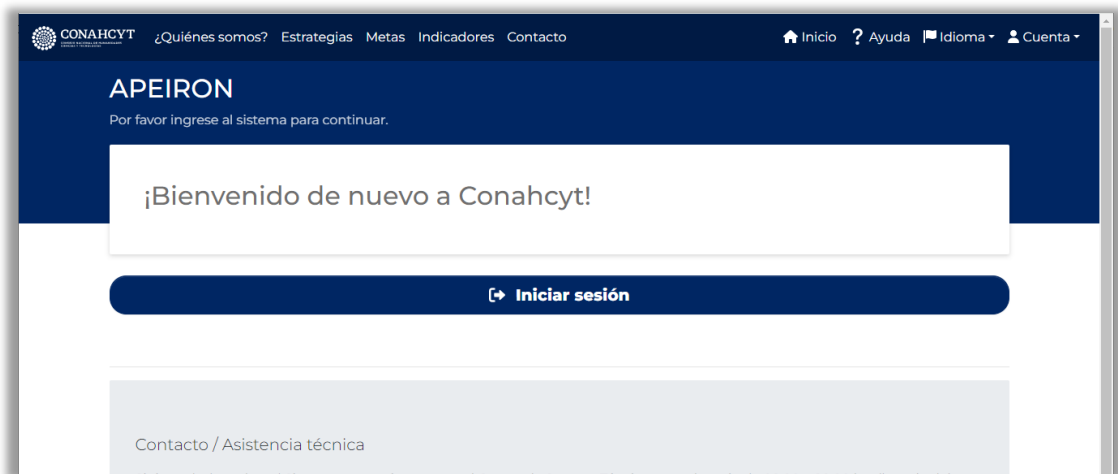 CONAHCYT
¿Quiénes somos? Estrategias Metas Indicadores Contacto
Inicio ? Ayuda Idioma Cuenta
APEIRON
Por favor ingrese al sistema para continuar.
¡Bienvenido de nuevo a Conahcyt!
Iniciar sesión
Contacto / Asistencia técnica